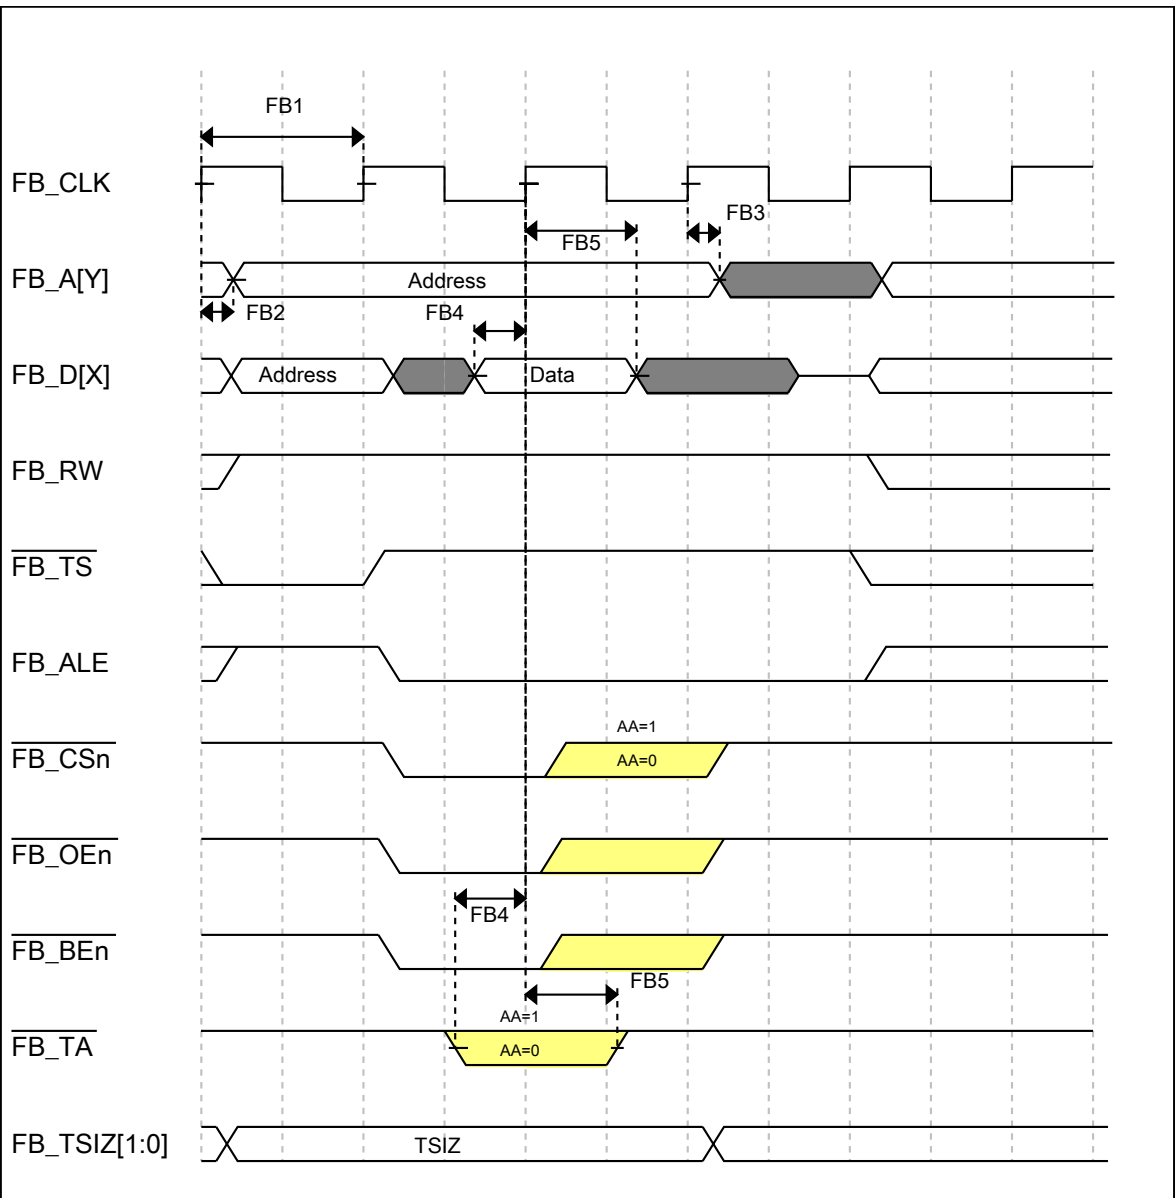 FB1
FB_CLK
FB3
FB5
FB_A[Y]
Address
FB2
FB4
FB_D[X]
Address
Data
FB_RW
FB_TS
FB_ALE
AA=1
FB_CSn
AA=0
FB_OEn
FB4
FB_BEn
FB5
AA=1
FB_TA
AA=0
FB_TSIZ[1:0]
TSIZ